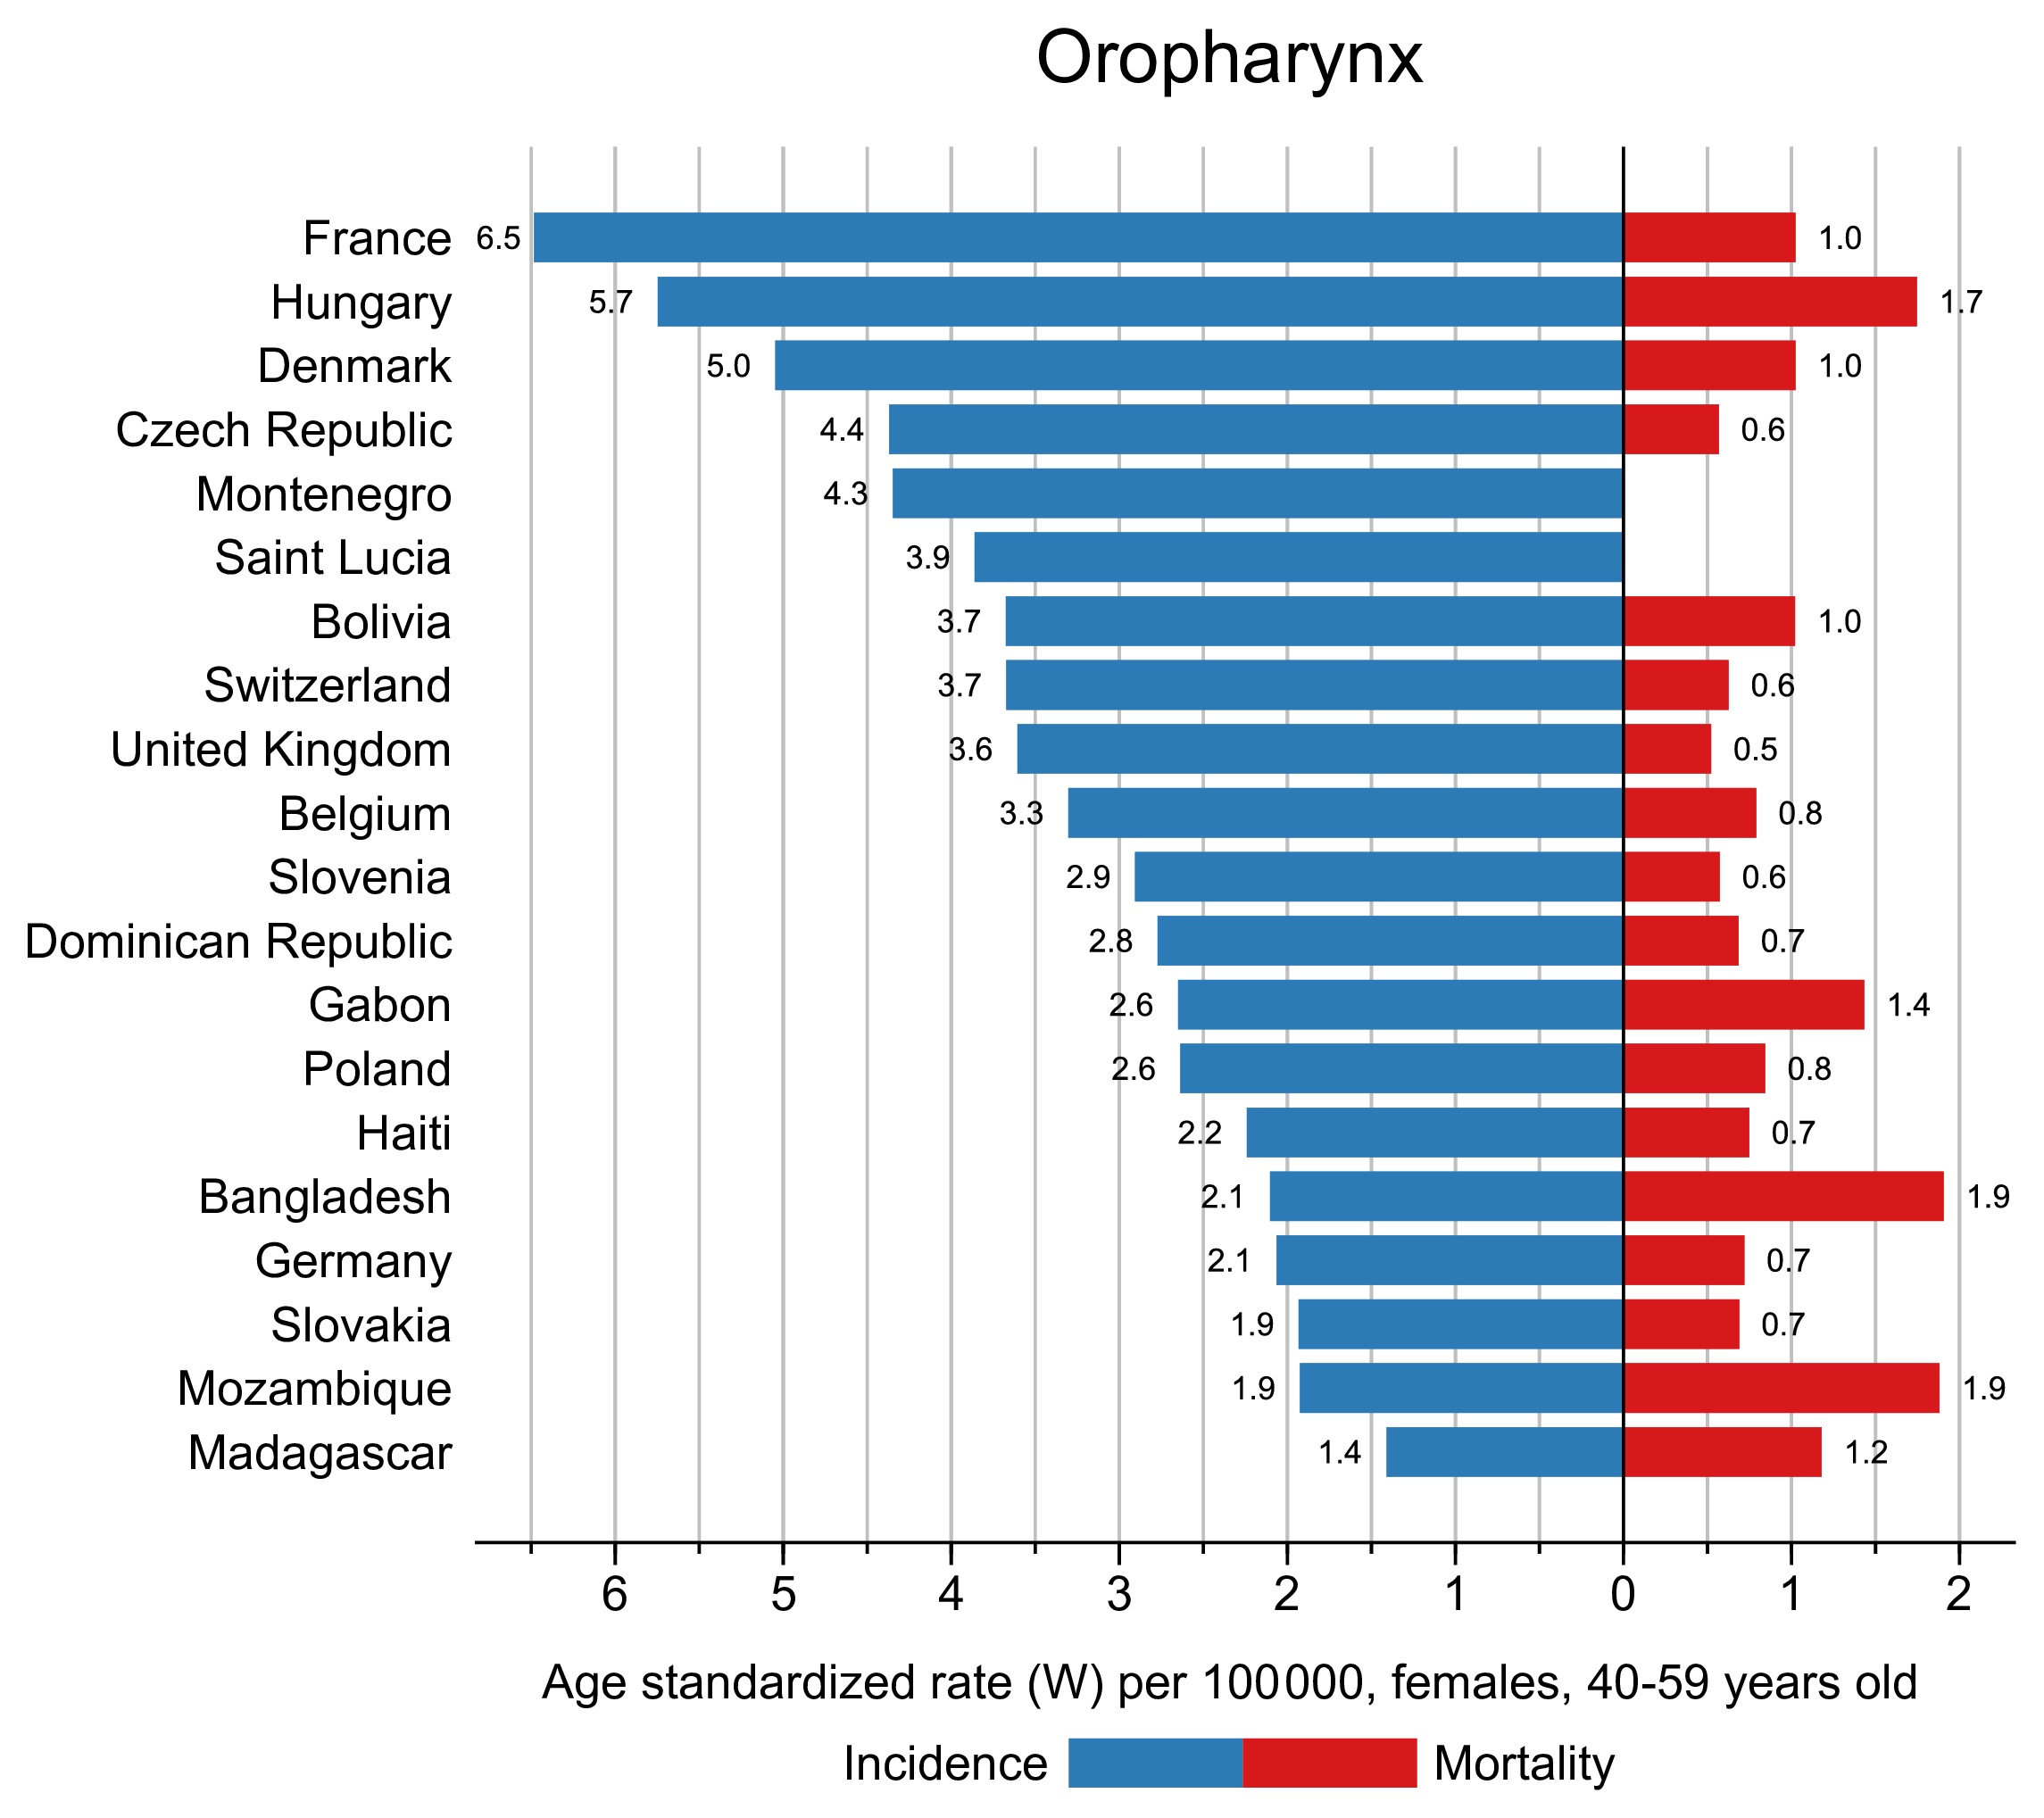 Oropharynx
France 6.5 1.0
Hungary 5.7 1.7
Denmark 5.0 1.0
Czech Republic 4.4 0.6
Montenegro 4.3
Saint Lucia 3.9
Bolivia 3.7 1.0
Switzerland 3.7 0.6
United Kingdom 3.6 0.5
Belgium 3.3 0.8
Slovenia 2.9 0.6
Dominican Republic 2.8 0.7
Gabon 2.6 1.4
Poland 2.6 0.8
Haiti 2.2 0.7
Bangladesh 2.1 1.9
Germany 2.1 0.7
Slovakia 1.9 0.7
Mozambique 1.9 1.9
Madagascar 1.4 1.2
6 5 4 3 2 1 0 1 2
Age standardized rate (W) per 100 000, females, 40-59 years old
Incidence Mortality